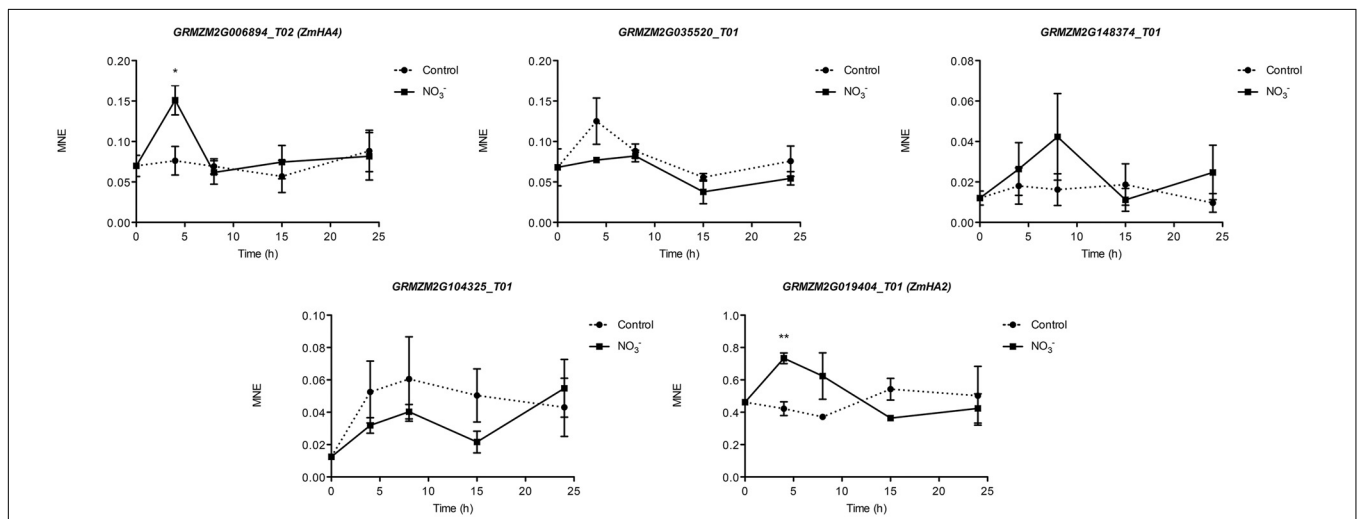 GRMZM2G006894_T02 (ZmHA4)
0.20
0.15
0.10
0.05
0.00
MNE
*
0 5 10 15 20 25
Time (h)
Control
NO₃⁻
GRMZM2G035520_T01
0.20
0.15
0.10
0.05
0.00
MNE
0 5 10 15 20 25
Time (h)
Control
NO₃⁻
GRMZM2G148374_T01
0.08
0.06
0.04
0.02
0.00
MNE
0 5 10 15 20 25
Time (h)
Control
NO₃⁻
GRMZM2G104325_T01
0.10
0.08
0.06
0.04
0.02
0.00
MNE
0 5 10 15 20 25
Time (h)
Control
NO₃⁻
GRMZM2G019404_T01 (ZmHA2)
1.0
0.8
0.6
0.4
0.2
0.0
MNE
**
0 5 10 15 20 25
Time (h)
Control
NO₃⁻